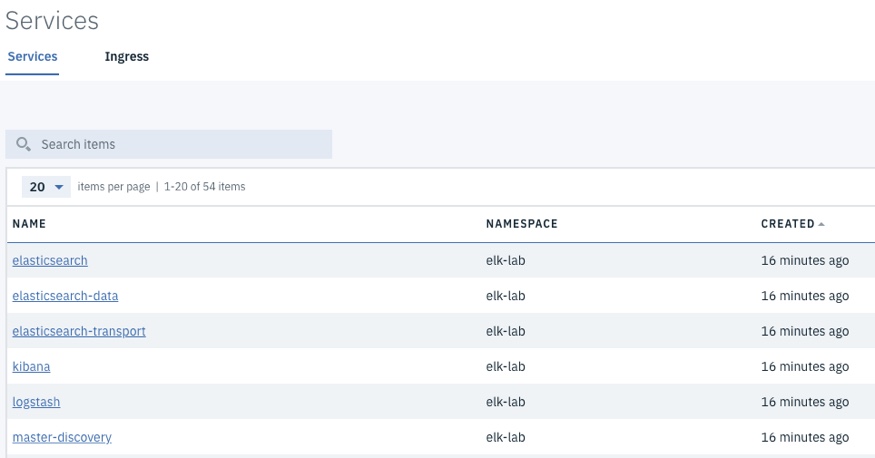 Services
Services Ingress
Search items
20 items per page | 1-20 of 54 items
NAME NAMESPACE CREATED
elasticsearch elk-lab 16 minutes ago
elasticsearch-data elk-lab 16 minutes ago
elasticsearch-transport elk-lab 16 minutes ago
kibana elk-lab 16 minutes ago
logstash elk-lab 16 minutes ago
master-discovery elk-lab 16 minutes ago